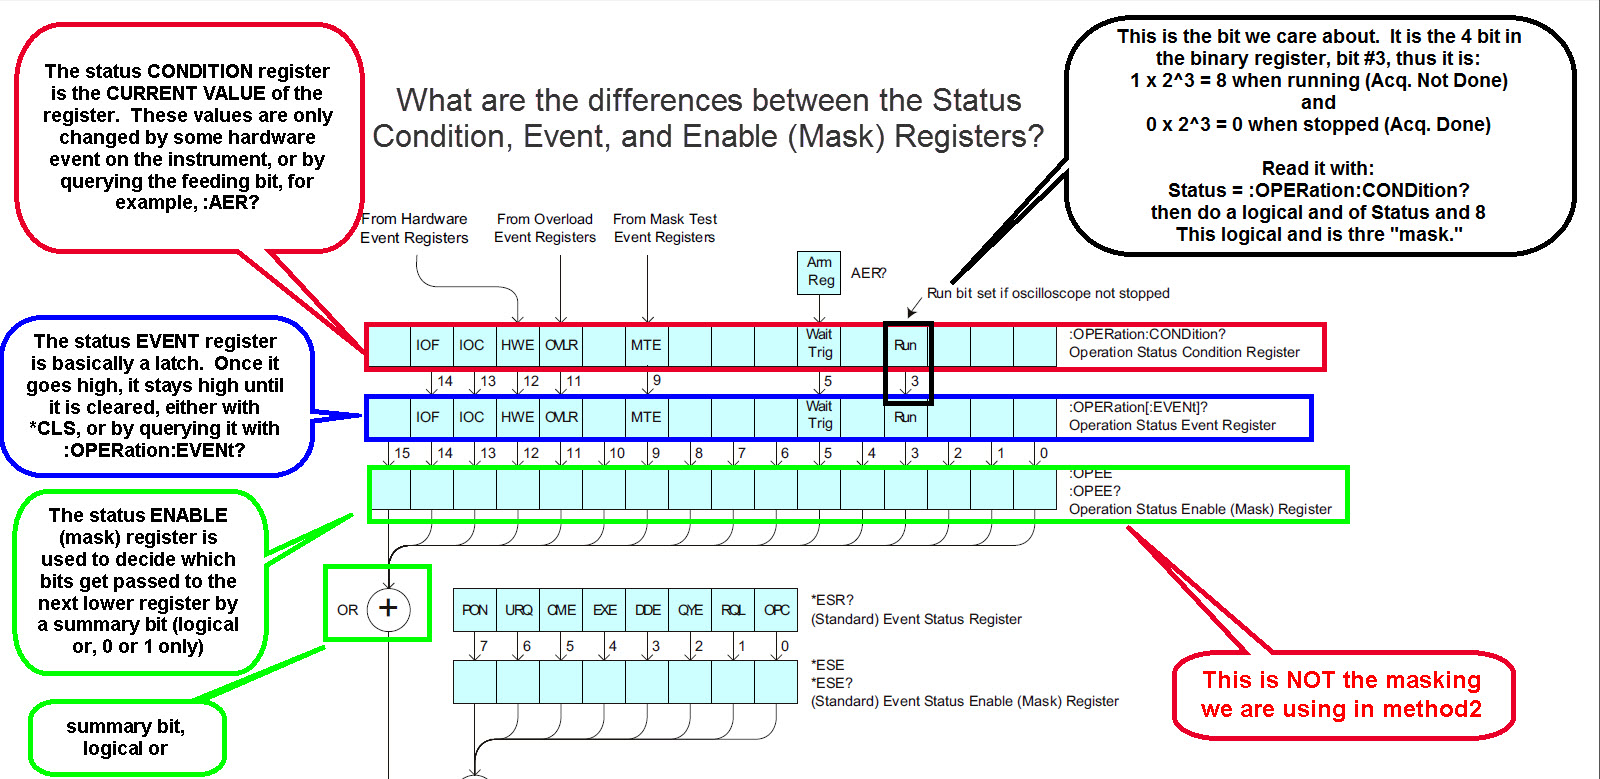 The status CONDITION register
is the CURRENT VALUE of the
register.  These values are only
changed by some hardware
event on the instrument, or by
querying the feeding bit, for
example, :AER?
What are the differences between the Status
Condition, Event, and Enable (Mask) Registers?
This is the bit we care about.  It is the 4 bit in
the binary register, bit #3, thus it is:
1 x 2^3 = 8 when running (Acq. Not Done)
and
0 x 2^3 = 0 when stopped (Acq. Done)
Read it with:
Status = :OPERation:CONDition?
then do a logical and of Status and 8
This logical and is thre "mask."
From Hardware
Event Registers
From Overload
Event Registers
From Mask Test
Event Registers
Arm
Reg
AER?
Run bit set if oscilloscope not stopped
IOF IOC HWE OVLR MTE Wait Trig Run
:OPERation:CONDition?
Operation Status Condition Register
14 13 12 11 9 5 3
The status EVENT register
is basically a latch.  Once it
goes high, it stays high until
it is cleared, either with
*CLS, or by querying it with
:OPERation:EVENt?
IOF IOC HWE OVLR MTE Wait Trig Run
:OPERation[:EVENt]?
Operation Status Event Register
15 14 13 12 11 10 9 8 7 6 5 4 3 2 1 0
:OPEE
:OPEE?
Operation Status Enable (Mask) Register
The status ENABLE
(mask) register is
used to decide which
bits get passed to the
next lower register by
a summary bit (logical
or, 0 or 1 only)
OR +
summary bit,
logical or
PON URQ CME EXE DDE QYE RQL OPC
*ESR?
(Standard) Event Status Register
7 6 5 4 3 2 1 0
*ESE
*ESE?
(Standard) Event Status Enable (Mask) Register
This is NOT the masking
we are using in method2